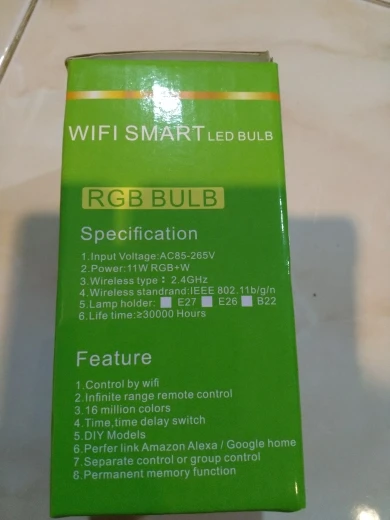 WIFI SMART LED BULB
RGB BULB
Specification
1.Input Voltage:AC85-265V
2.Power:11W RGB+W
3.Wireless type: 2.4GHz
4.Wireless standrand:IEEE 802.11b/g/n
5.Lamp holder: E27 E26 B22
6.Life time:≥30000 Hours
Feature
1.Control by wifi
2.Infinite range remote control
3.16 million colors
4.Time,time delay switch
5.DIY Models
6.Perfer link Amazon Alexa / Google home
7.Separate control or group control
8.Permanent memory function